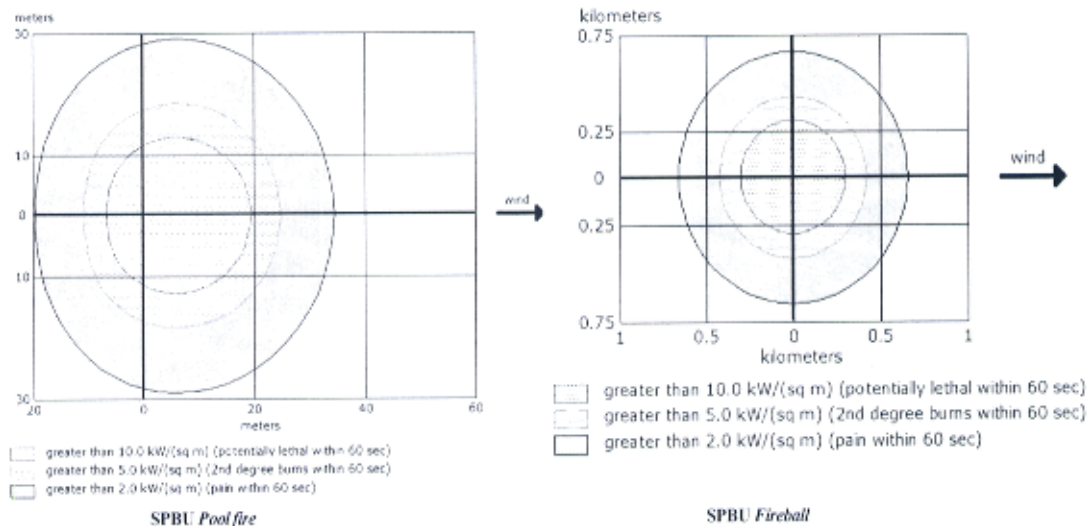 meters
30
10
0
10
30
20 0 20 40 60
meters
wind
greater than 10.0 kW/(sq m) (potentially lethal within 60 sec)
greater than 5.0 kW/(sq m) (2nd degree burns within 60 sec)
greater than 2.0 kW/(sq m) (pain within 60 sec)
SPBU Pool fire
kilometers
0.75
0.25
0
0.25
0.75
1 0.5 0 0.5 1
kilometers
wind
greater than 10.0 kW/(sq m) (potentially lethal within 60 sec)
greater than 5.0 kW/(sq m) (2nd degree burns within 60 sec)
greater than 2.0 kW/(sq m) (pain within 60 sec)
SPBU Fireball